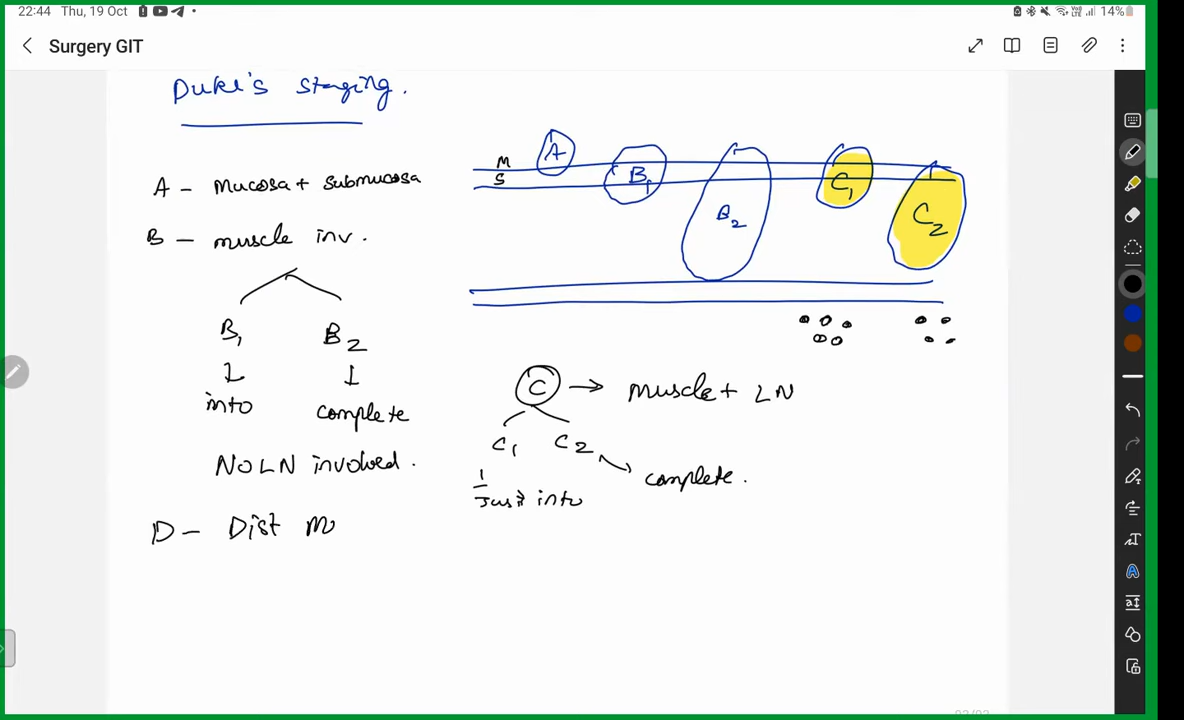 22:44 Thu, 19 Oct
14%
Surgery GIT
Duke's staging.
A - Mucosa + submucosa
B - muscle inv.
B1 B2
into complete
NO LN involved.
D - Dist M
M
S
A
B1
B2
C1
C2
C → Muscle + LN
C1 C2
Just into
complete.